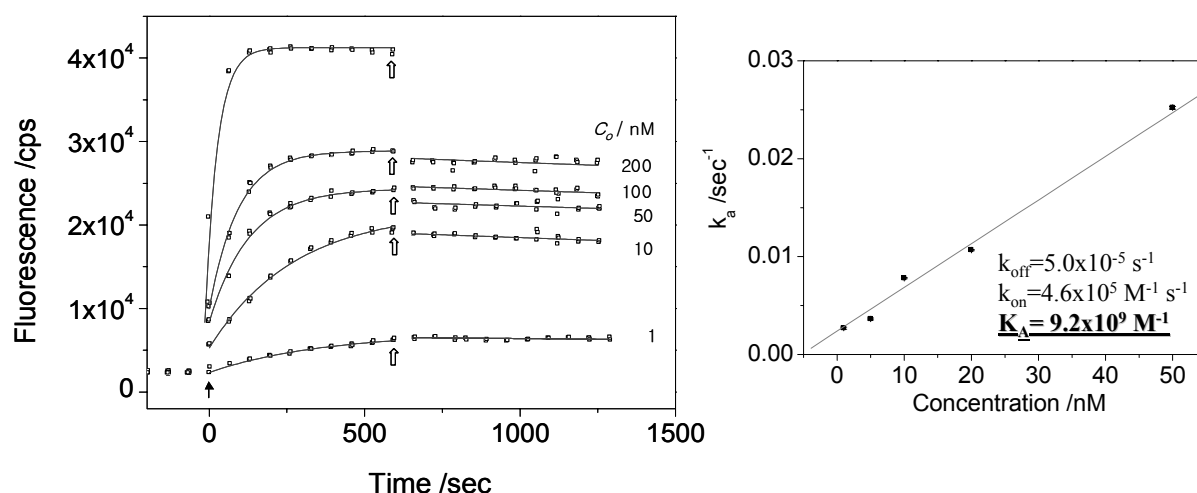 Fluorescence /cps
4x10⁴
3x10⁴
2x10⁴
1x10⁴
0
0
500
1000
1500
Time /sec
Cₒ / nM
200
100
50
10
1
kₐ /sec⁻¹
0.03
0.02
0.01
0.00
0
10
20
30
40
50
Concentration /nM
k_off=5.0x10⁻⁵ s⁻¹
k_on=4.6x10⁵ M⁻¹ s⁻¹
K_A= 9.2x10⁹ M⁻¹